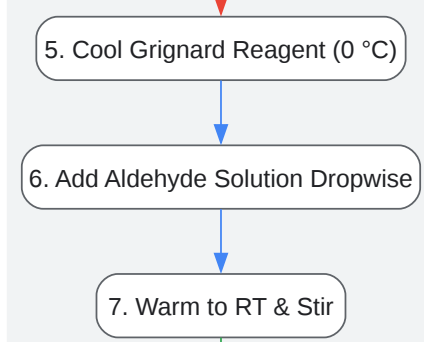 5. Cool Grignard Reagent (0 °C)
6. Add Aldehyde Solution Dropwise
7. Warm to RT & Stir